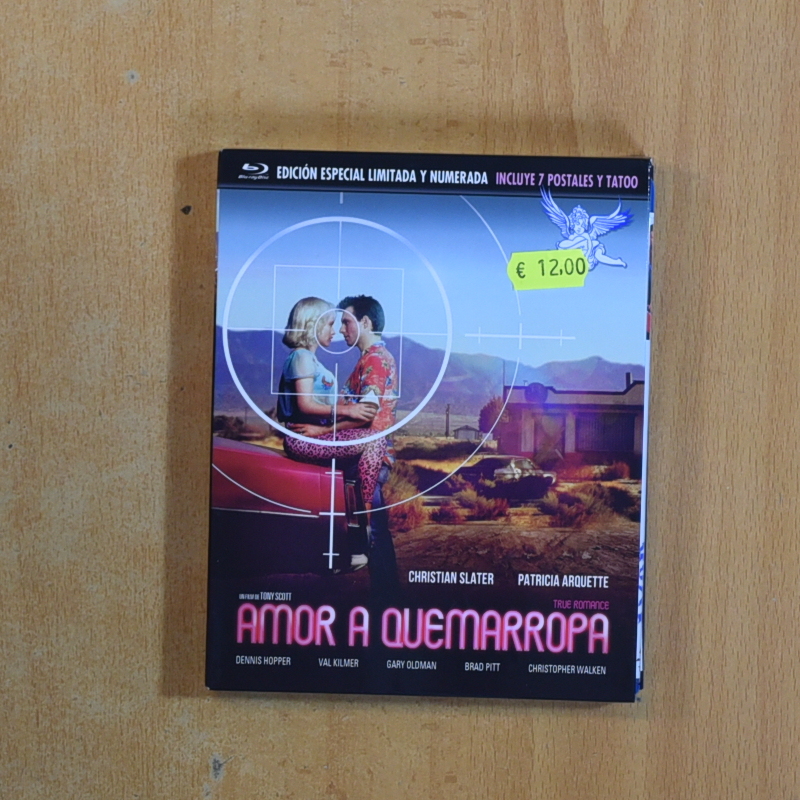 Blu-ray Disc EDICIÓN ESPECIAL LIMITADA Y NUMERADA INCLUYE 7 POSTALES Y TATOO
€ 12,00
CHRISTIAN SLATER PATRICIA ARQUETTE
UN FILM DE TONY SCOTT
TRUE ROMANCE
AMOR A QUEMARROPA
DENNIS HOPPER VAL KILMER GARY OLDMAN BRAD PITT CHRISTOPHER WALKEN